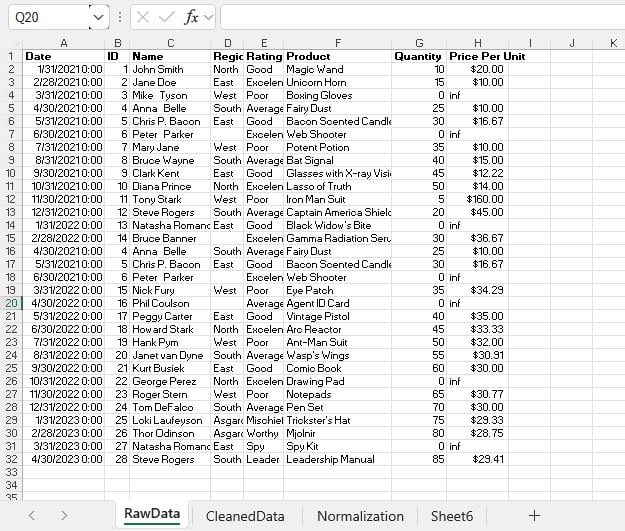 Q20 fx
A B C D E F G H I J K
1 Date ID Name Regic Rating Product Quantity Price Per Unit
2 1/31/2021 0:00 1 John Smith North Good Magic Wand 10 $20.00
3 2/28/2021 0:00 2 Jane Doe East Excelen Unicorn Horn 15 $10.00
4 3/31/2021 0:00 3 Mike Tyson West Poor Boxing Gloves 0 inf
5 4/30/2021 0:00 4 Anna Belle South Average Fairy Dust 25 $10.00
6 5/31/2021 0:00 5 Chris P. Bacon East Good Bacon Scented Candle 30 $16.67
7 6/30/2021 0:00 6 Peter Parker Excelen Web Shooter 0 inf
8 7/31/2021 0:00 7 Mary Jane West Poor Potent Potion 35 $10.00
9 8/31/2021 0:00 8 Bruce Wayne South Average Bat Signal 40 $15.00
10 9/30/2021 0:00 9 Clark Kent East Good Glasses with X-ray Visi 45 $12.22
11 10/31/2021 0:00 10 Diana Prince North Excelen Lasso of Truth 50 $14.00
12 11/30/2021 0:00 11 Tony Stark West Poor Iron Man Suit 5 $160.00
13 12/31/2021 0:00 12 Steve Rogers South Average Captain America Shield 20 $45.00
14 1/31/2022 0:00 13 Natasha Romanc East Good Black Widow's Bite 0 inf
15 2/28/2022 0:00 14 Bruce Banner Excelen Gamma Radiation Seru 30 $36.67
16 4/30/2021 0:00 4 Anna Belle South Average Fairy Dust 25 $10.00
17 5/31/2021 0:00 5 Chris P. Bacon East Good Bacon Scented Candle 30 $16.67
18 6/30/2021 0:00 6 Peter Parker Excelen Web Shooter 0 inf
19 3/31/2022 0:00 15 Nick Fury West Poor Eye Patch 35 $34.29
20 4/30/2022 0:00 16 Phil Coulson Average Agent ID Card 0 inf
21 5/31/2022 0:00 17 Peggy Carter East Good Vintage Pistol 40 $35.00
22 6/30/2022 0:00 18 Howard Stark North Excelen Arc Reactor 45 $33.33
23 7/31/2022 0:00 19 Hank Pym West Poor Ant-Man Suit 50 $32.00
24 8/31/2022 0:00 20 Janet van Dyne South Average Wasp's Wings 55 $30.91
25 9/30/2022 0:00 21 Kurt Busiek East Good Comic Book 60 $30.00
26 10/31/2022 0:00 22 George Perez North Excelen Drawing Pad 0 inf
27 11/30/2022 0:00 23 Roger Stern West Poor Notepads 65 $30.77
28 12/31/2022 0:00 24 Tom DeFalco South Average Pen Set 70 $30.00
29 1/31/2023 0:00 25 Loki Laufeyson Asgarc Mischiel Trickster's Hat 75 $29.33
30 2/28/2023 0:00 26 Thor Odinson Asgarc Worthy Mjolnir 80 $28.75
31 3/31/2023 0:00 27 Natasha Romanc East Spy Spy Kit 0 inf
32 4/30/2023 0:00 28 Steve Rogers South Leader Leadership Manual 85 $29.41
33
34
35
RawData CleanedData Normalization Sheet6